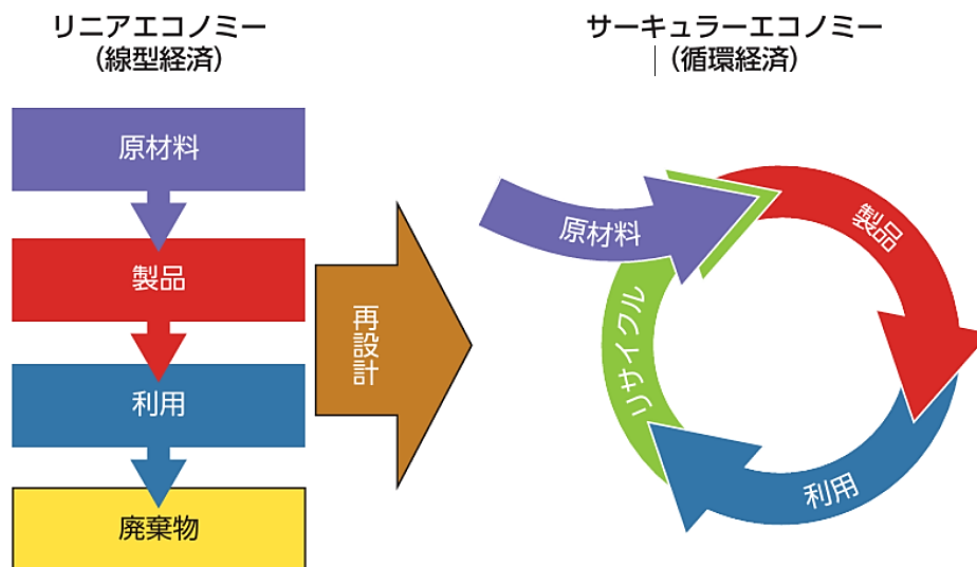 リニアエコノミー
（線型経済）
原材料
製品
利用
廃棄物
再設計
サーキュラーエコノミー
（循環経済）
原材料
製品
利用
リサイクル